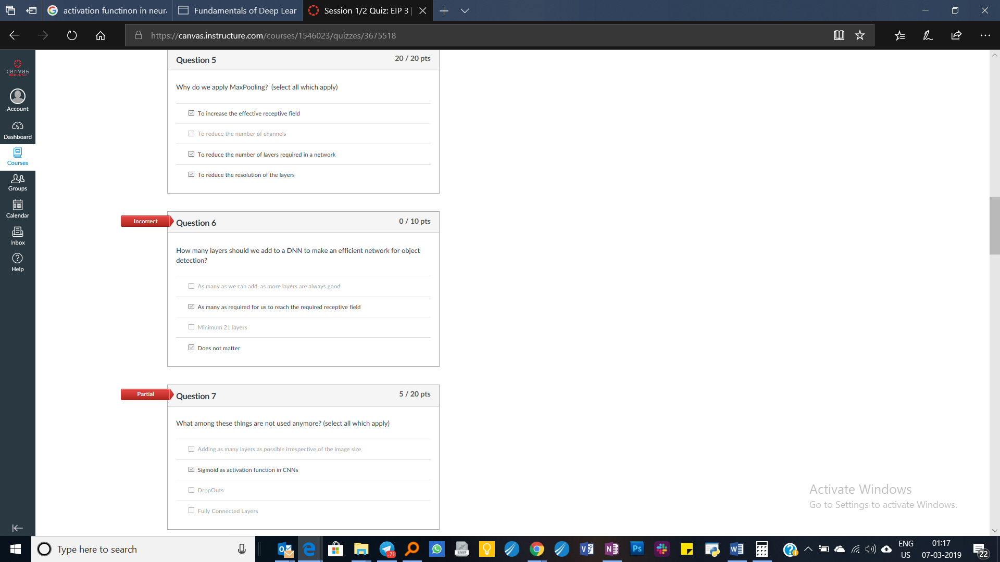 activation functinon in neura
Fundamentals of Deep Lear
Session 1/2 Quiz: EIP 3 |
https://canvas.instructure.com/courses/1546023/quizzes/3675518
canvas
Account
Dashboard
Courses
Groups
Calendar
Inbox
Help
Question 5
20 / 20 pts
Why do we apply MaxPooling? (select all which apply)
To increase the effective receptive field
To reduce the number of channels
To reduce the number of layers required in a network
To reduce the resolution of the layers
Incorrect
Question 6
0 / 10 pts
How many layers should we add to a DNN to make an efficient network for object
detection?
As many as we can add, as more layers are always good
As many as required for us to reach the required receptive field
Minimum 21 layers
Does not matter
Partial
Question 7
5 / 20 pts
What among these things are not used anymore? (select all which apply)
Adding as many layers as possible irrespective of the image size
Sigmoid as activation function in CNNs
DropOuts
Fully Connected Layers
Activate Windows
Go to Settings to activate Windows.
Type here to search
71
SWF
Ps
ENG
US
01:17
07-03-2019
22